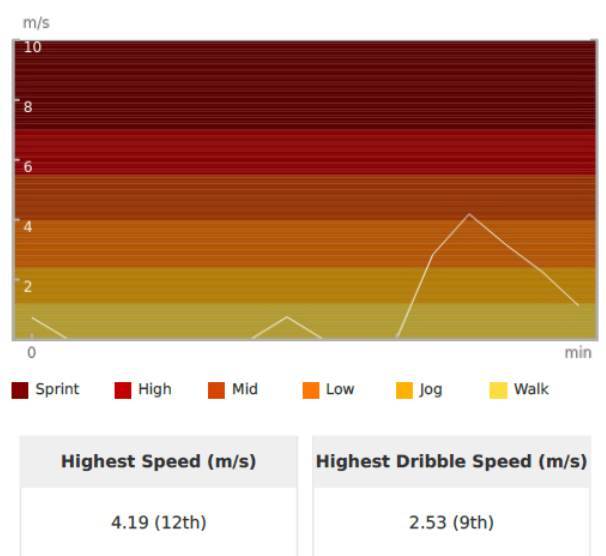 m/s
10
8
6
4
2
0 min
Sprint High Mid Low Jog Walk
Highest Speed (m/s) Highest Dribble Speed (m/s)
4.19 (12th) 2.53 (9th)